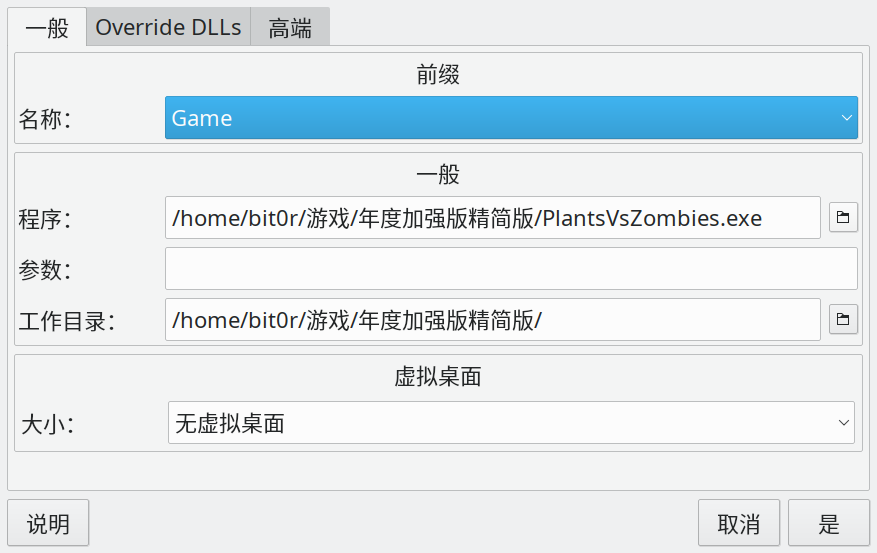 一般 Override DLLs 高端
前缀
名称： Game
一般
程序： /home/bit0r/游戏/年度加强版精简版/PlantsVsZombies.exe
参数：
工作目录： /home/bit0r/游戏/年度加强版精简版/
虚拟桌面
大小： 无虚拟桌面
说明 取消 是